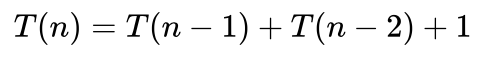 T(n) = T(n − 1) + T(n − 2) + 1